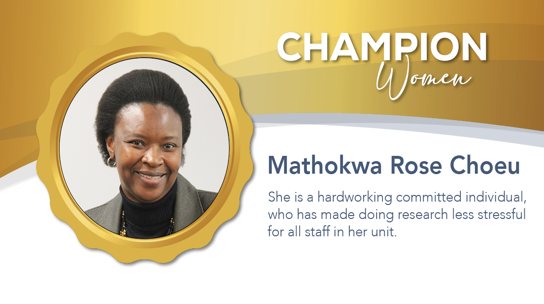 CHAMPION
Women
Mathokwa Rose Choeu
She is a hardworking committed individual,
who has made doing research less stressful
for all staff in her unit.